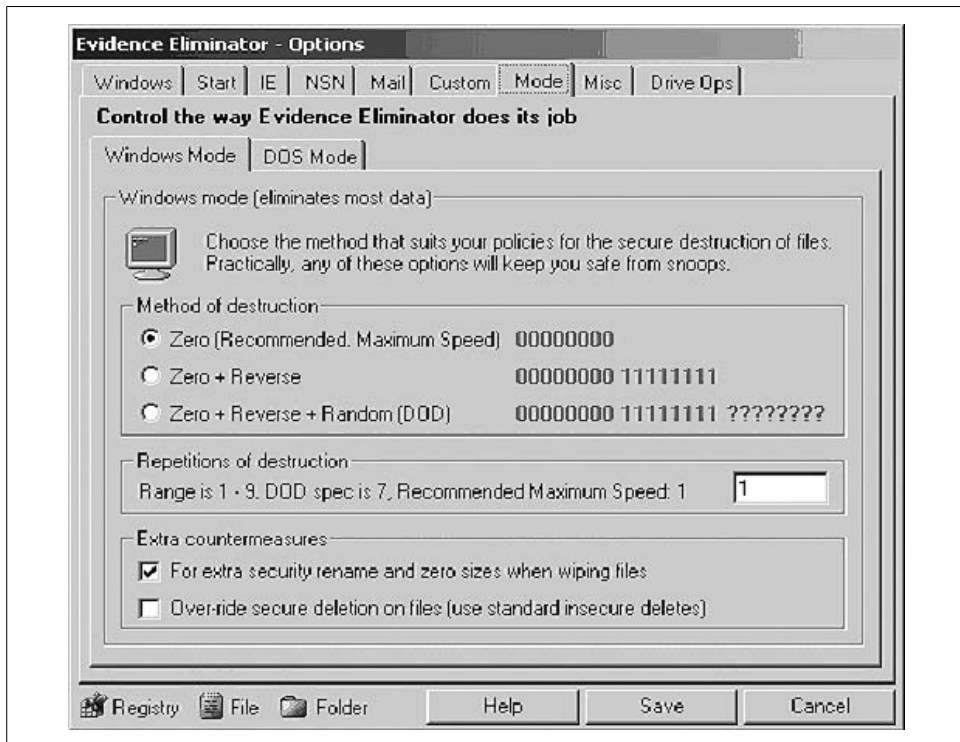 Evidence Eliminator - Options
Windows Start IE NSN Mail Custom Mode Misc Drive Ops
Control the way Evidence Eliminator does its job
Windows Mode DOS Mode
Windows mode (eliminates most data)
Choose the method that suits your policies for the secure destruction of files.
Practically, any of these options will keep you safe from snoops.
Method of destruction
Zero (Recommended. Maximum Speed) 00000000
Zero + Reverse 00000000 11111111
Zero + Reverse + Random (DOD) 00000000 11111111 ????????
Repetitions of destruction
Range is 1 - 9. DOD spec is 7, Recommended Maximum Speed: 1 1
Extra countermeasures
For extra security rename and zero sizes when wiping files
Over-ride secure deletion on files (use standard insecure deletes)
Registry File Folder Help Save Cancel